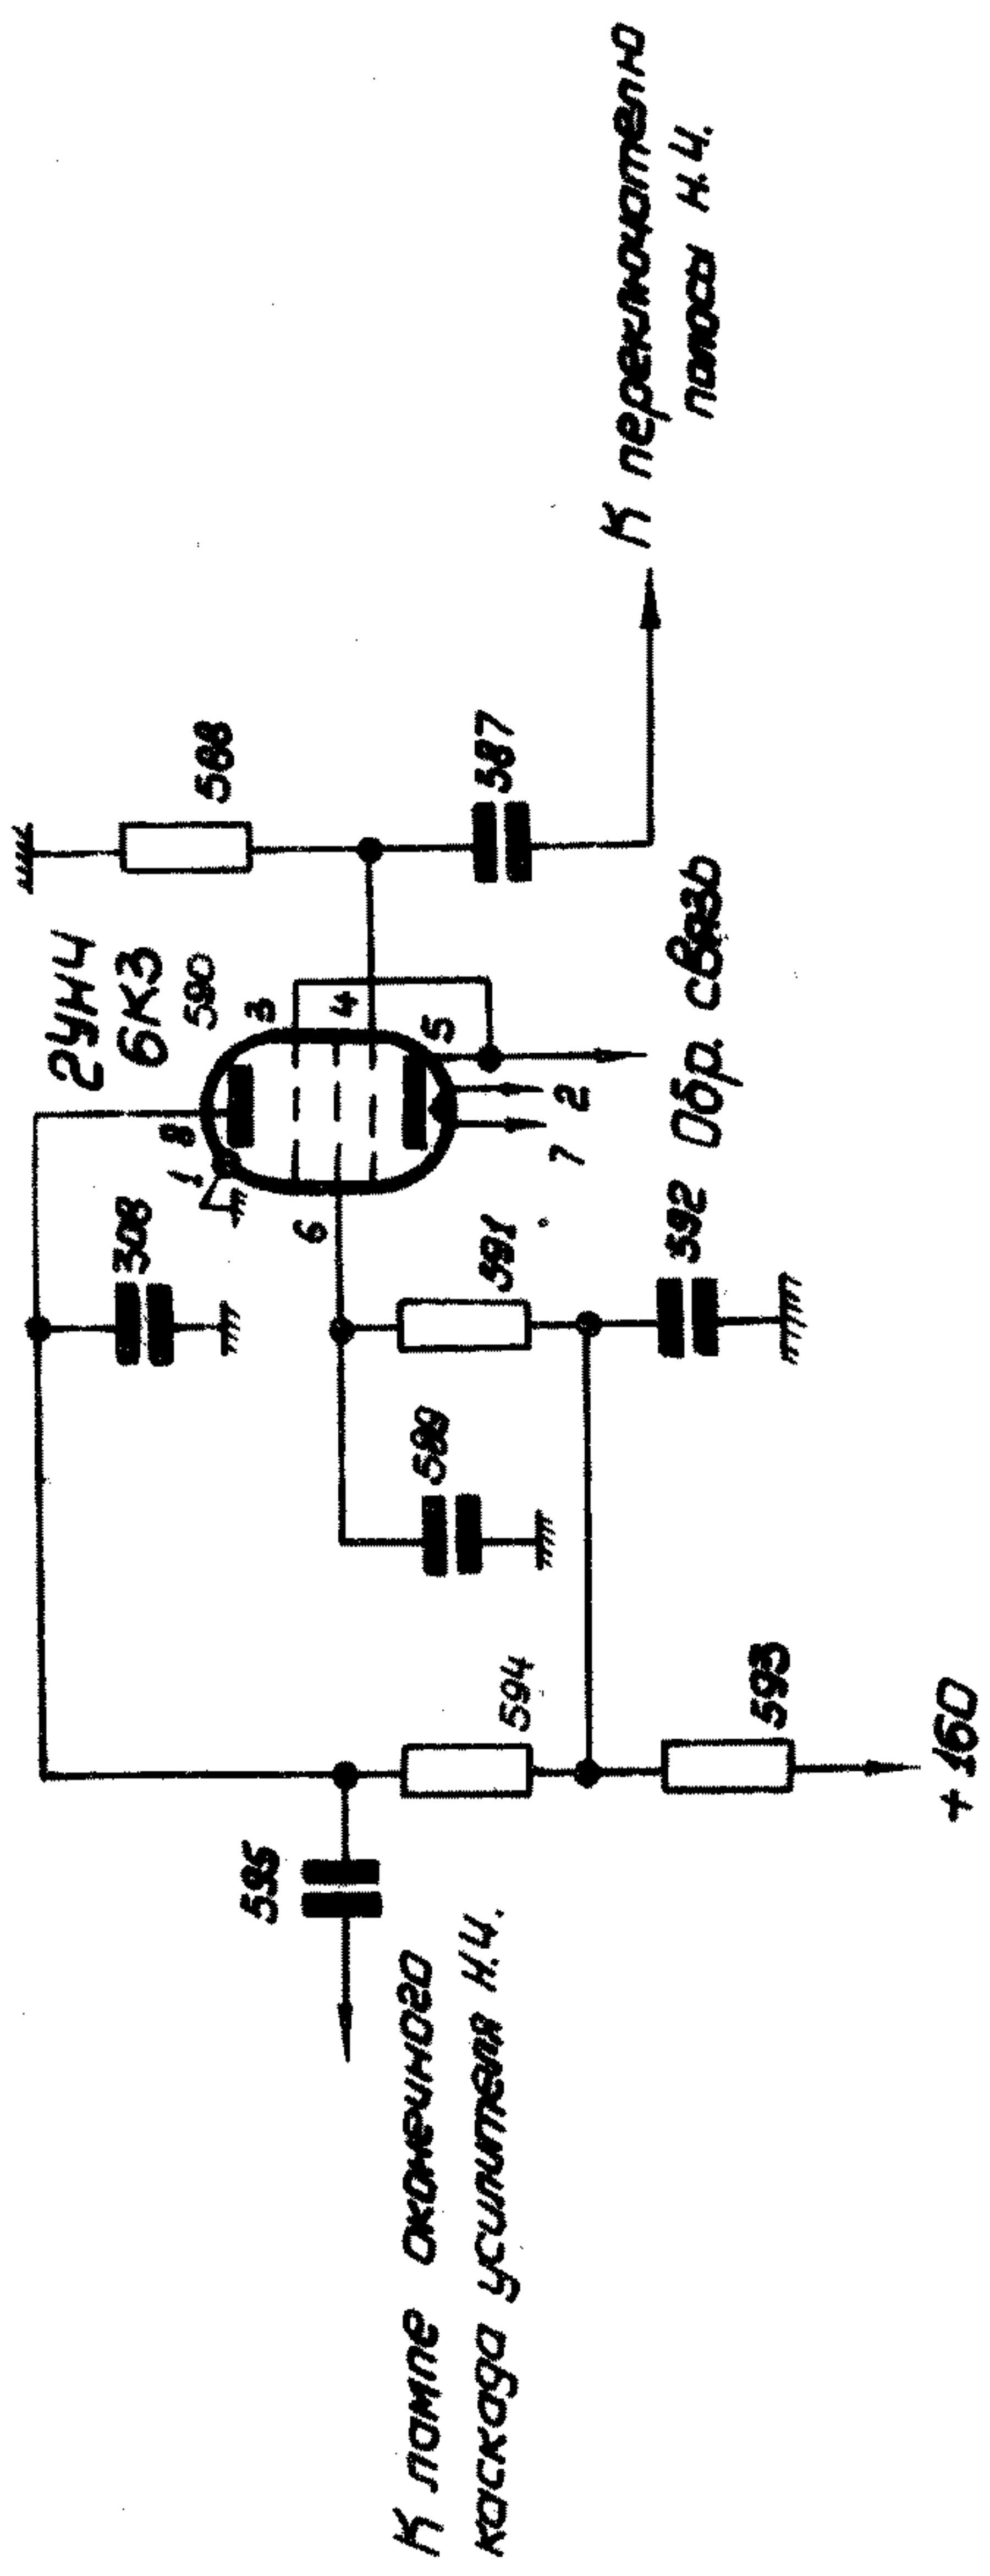 К лампе оконечного
каскада усилителя Н.Ч.
595
594
593
+160
589
308
591
592
1
8
6
7
2
2УНЧ
6К3
590
3
4
5
Обр. связь
588
587
К переключателю
полосы Н.Ч.